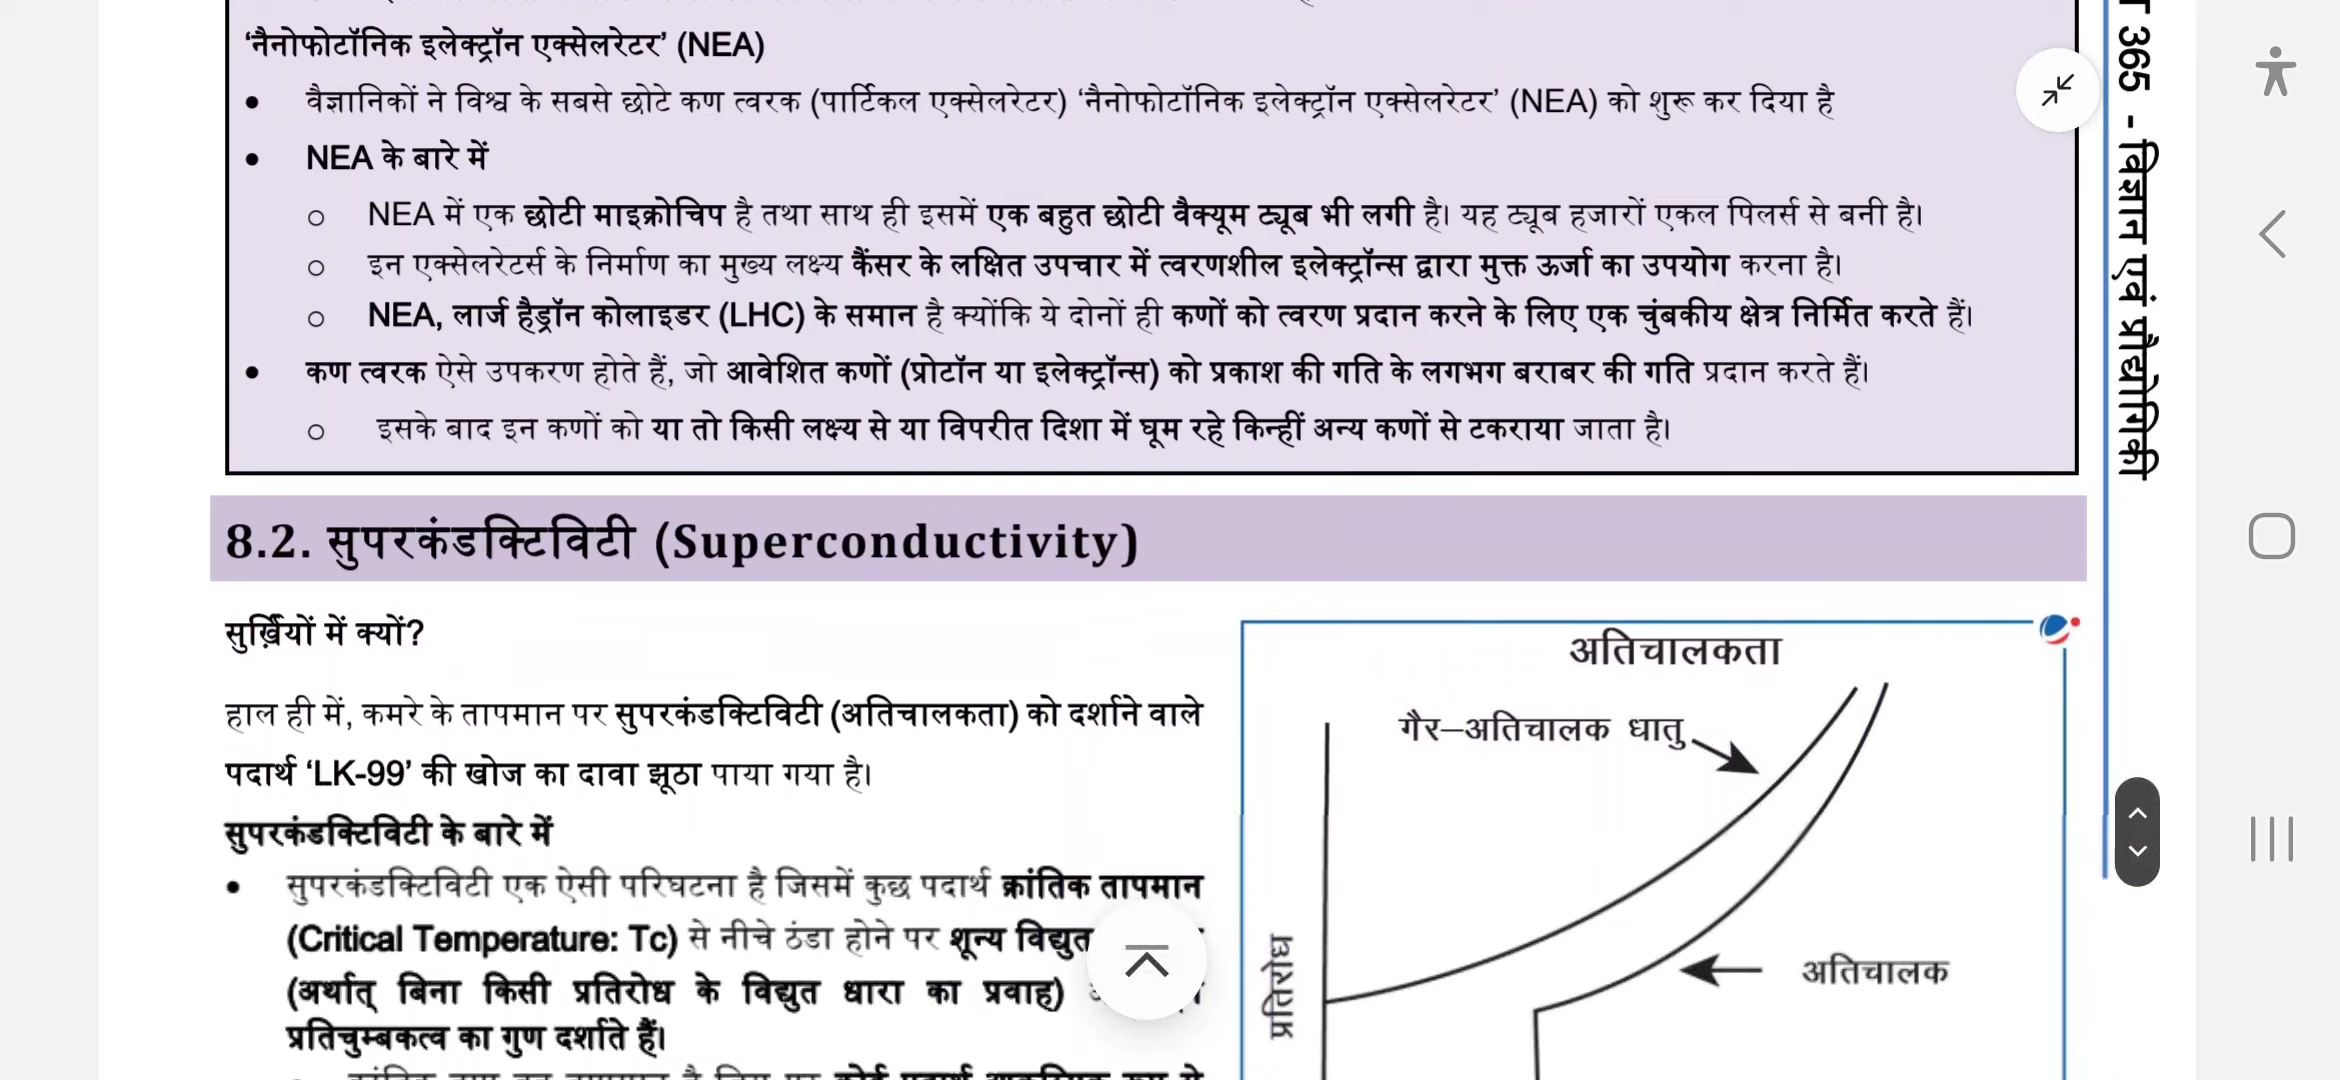 ‘नैनोफोटॉनिक इलेक्ट्रॉन एक्सेलरेटर’ (NEA)
● वैज्ञानिकों ने विश्व के सबसे छोटे कण त्वरक (पार्टिकल एक्सेलरेटर) ‘नैनोफोटॉनिक इलेक्ट्रॉन एक्सेलरेटर’ (NEA) को शुरू कर दिया है
● NEA के बारे में
○ NEA में एक छोटी माइक्रोचिप है तथा साथ ही इसमें एक बहुत छोटी वैक्यूम ट्यूब भी लगी है। यह ट्यूब हजारों एकल पिलर्स से बनी है।
○ इन एक्सेलरेटर्स के निर्माण का मुख्य लक्ष्य कैंसर के लक्षित उपचार में त्वरणशील इलेक्ट्रॉन्स द्वारा मुक्त ऊर्जा का उपयोग करना है।
○ NEA, लार्ज हैड्रॉन कोलाइडर (LHC) के समान है क्योंकि ये दोनों ही कणों को त्वरण प्रदान करने के लिए एक चुंबकीय क्षेत्र निर्मित करते हैं।
● कण त्वरक ऐसे उपकरण होते हैं, जो आवेशित कणों (प्रोटॉन या इलेक्ट्रॉन्स) को प्रकाश की गति के लगभग बराबर की गति प्रदान करते हैं।
○ इसके बाद इन कणों को या तो किसी लक्ष्य से या विपरीत दिशा में घूम रहे किन्हीं अन्य कणों से टकराया जाता है।
8.2. सुपरकंडक्टिविटी (Superconductivity)
सुर्ख़ियों में क्यों?
हाल ही में, कमरे के तापमान पर सुपरकंडक्टिविटी (अतिचालकता) को दर्शाने वाले
पदार्थ ‘LK-99’ की खोज का दावा झूठा पाया गया है।
सुपरकंडक्टिविटी के बारे में
● सुपरकंडक्टिविटी एक ऐसी परिघटना है जिसमें कुछ पदार्थ क्रांतिक तापमान
(Critical Temperature: Tc) से नीचे ठंडा होने पर शून्य विद्युत
(अर्थात् बिना किसी प्रतिरोध के विद्युत धारा का प्रवाह)
प्रतिचुम्बकत्व का गुण दर्शाते हैं।
अतिचालकता
गैर–अतिचालक धातु
अतिचालक
प्रतिरोध
365 - विज्ञान एवं प्रौद्योगिकी